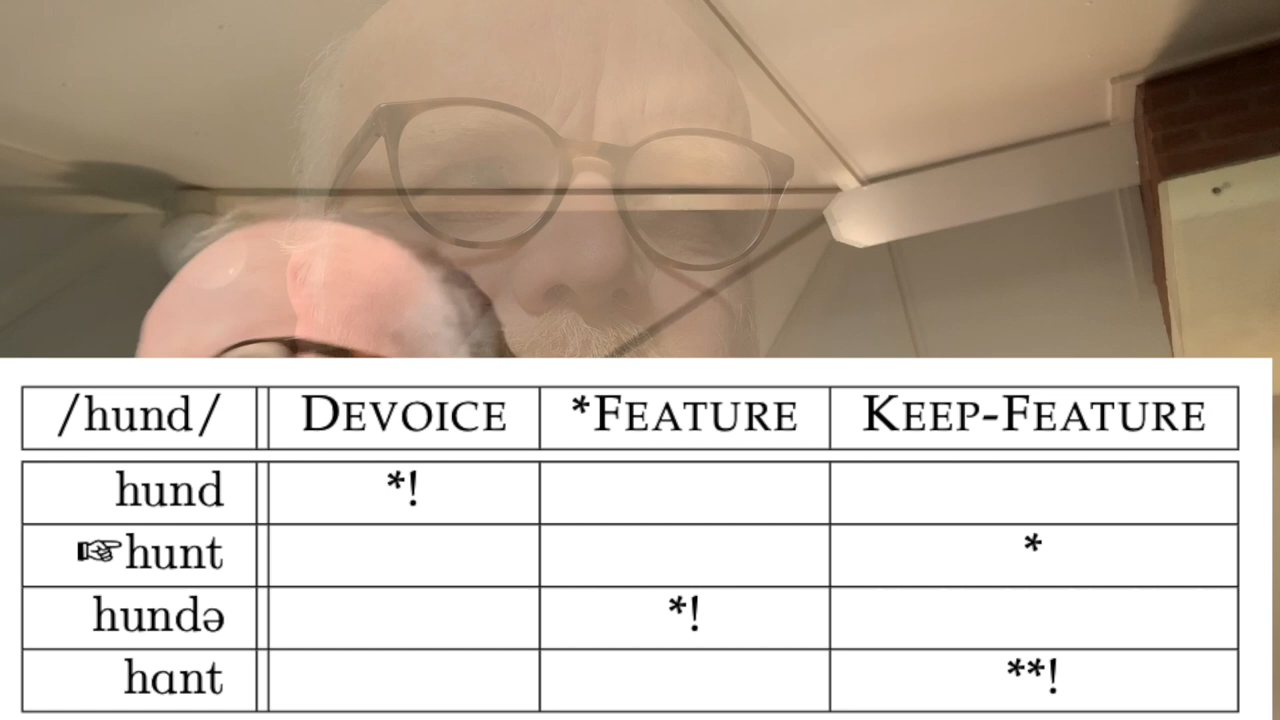 /hund/ DEVOICE *FEATURE KEEP-FEATURE
hund *!
☞hunt *
hundə *!
hɑnt **!